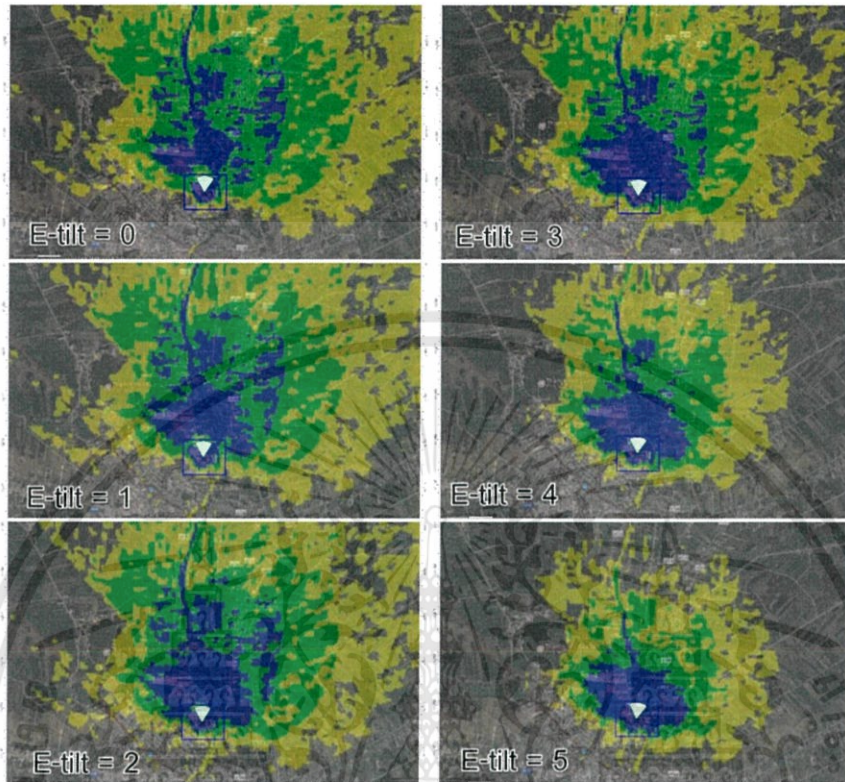 E-tilt = 0
E-tilt = 3
E-tilt = 1
E-tilt = 4
E-tilt = 2
E-tilt = 5